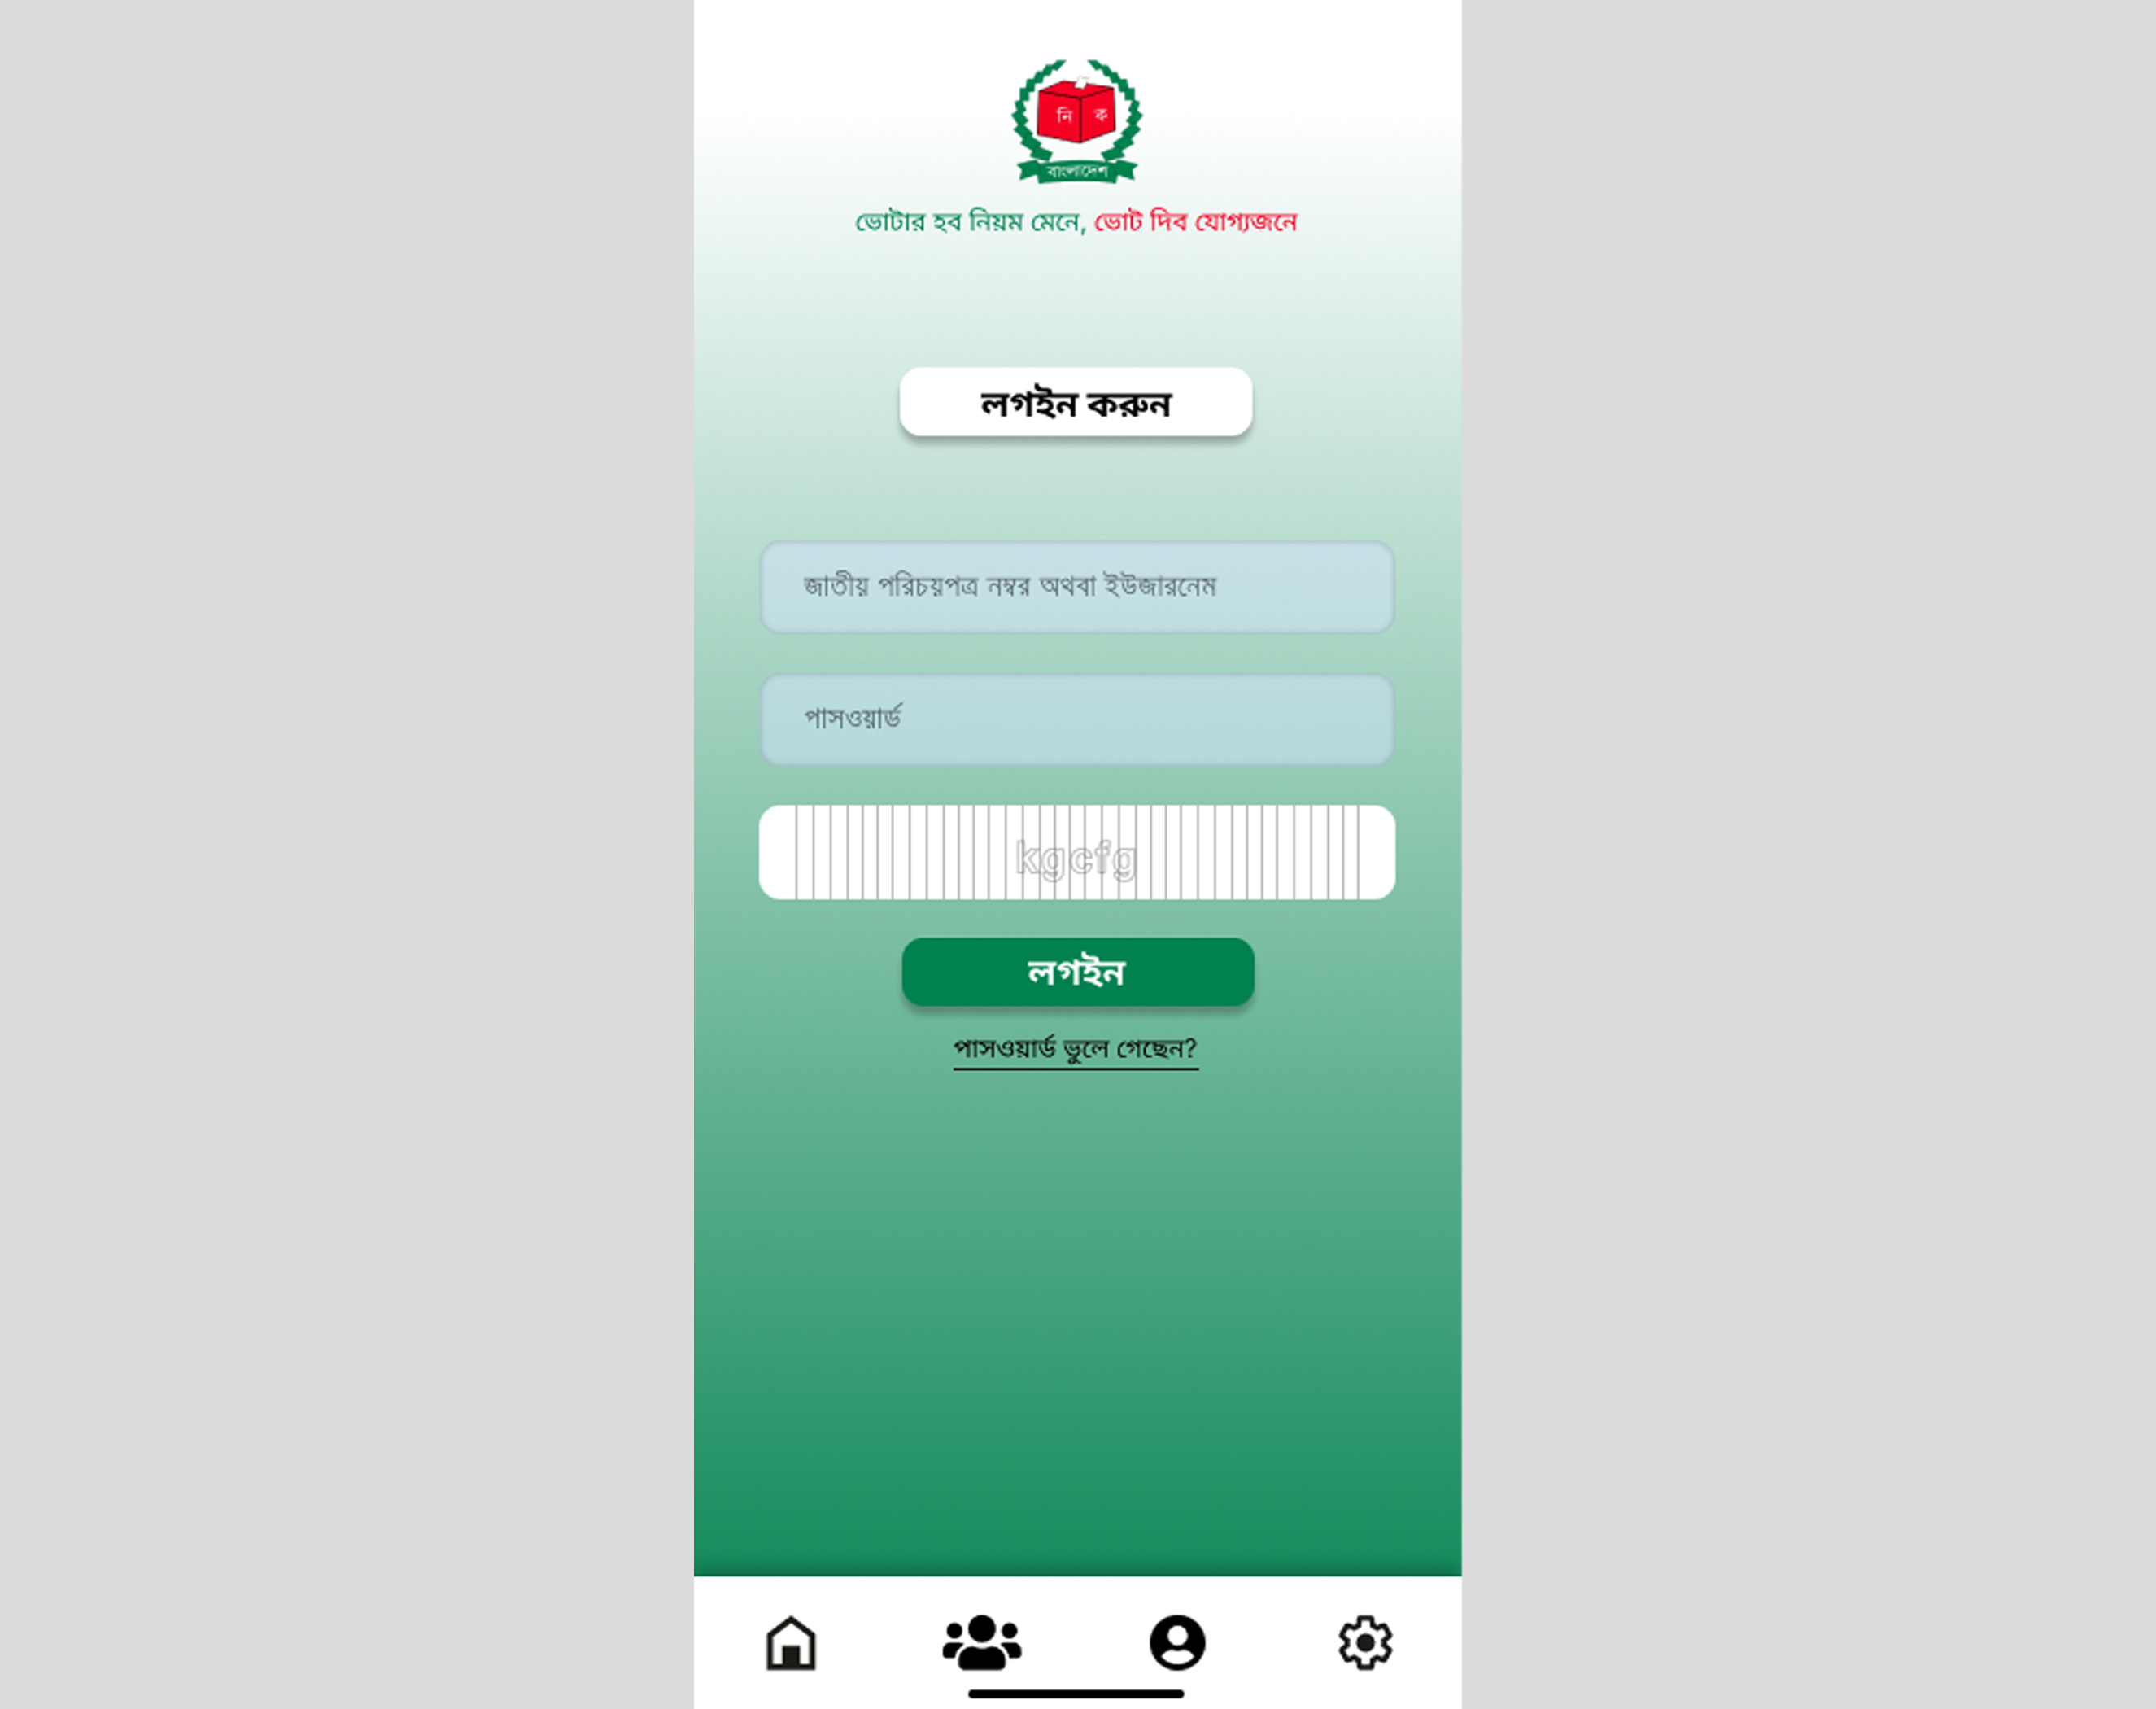 নি ক
বাংলাদেশ
ভোটার হব নিয়ম মেনে, ভোট দিব যোগ্যজনে
লগইন করুন
জাতীয় পরিচয়পত্র নম্বর অথবা ইউজারনেম
পাসওয়ার্ড
kgcfg
লগইন
পাসওয়ার্ড ভুলে গেছেন?